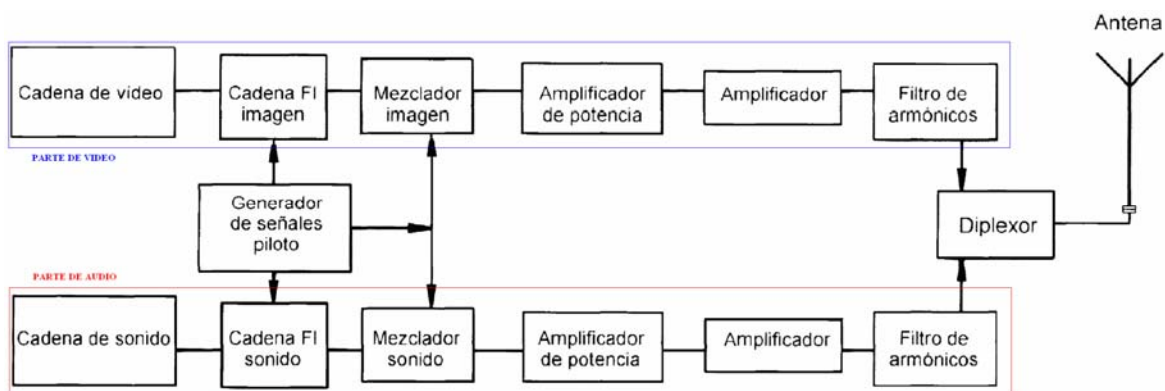 Antena
Cadena de vídeo
Cadena FI
imagen
Mezclador
imagen
Amplificador
de potencia
Amplificador
Filtro de
armónicos
PARTE DE VIDEO
Generador
de señales
piloto
Diplexor
PARTE DE AUDIO
Cadena de sonido
Cadena FI
sonido
Mezclador
sonido
Amplificador
de potencia
Amplificador
Filtro de
armónicos